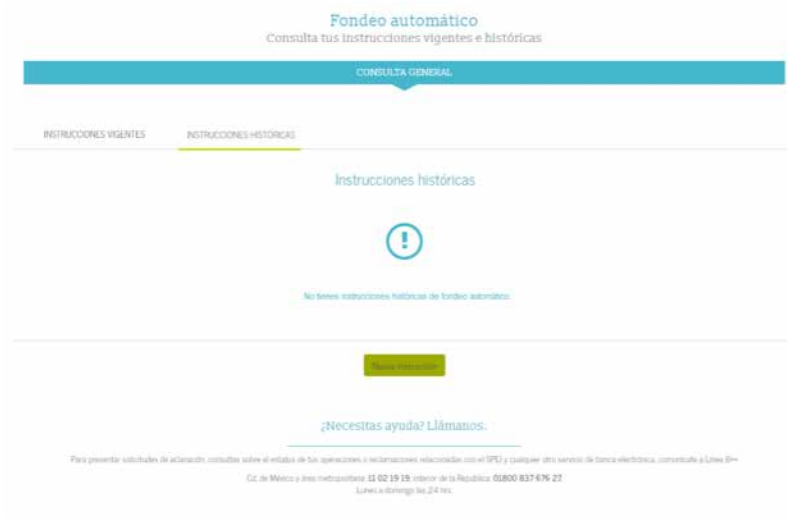 Fondeo automático
Consulta tus instrucciones vigentes e históricas
CONSULTA GENERAL
INSTRUCCIONES VIGENTES
INSTRUCCIONES HISTÓRICAS
Instrucciones históricas
No tienes instrucciones históricas de fondeo automático.
Nueva instrucción
¿Necesitas ayuda? Llámanos.
Para presentar solicitudes de aclaración, consultas sobre el estatus de tus operaciones o reclamaciones relacionadas con el SPEI y cualquier otro servicio de banca electrónica, comunícate a Línea B×+
Cd. de México y área metropolitana: 11 02 19 19, interior de la República: 01800 837 676 27.
Lunes a domingo las 24 hrs.